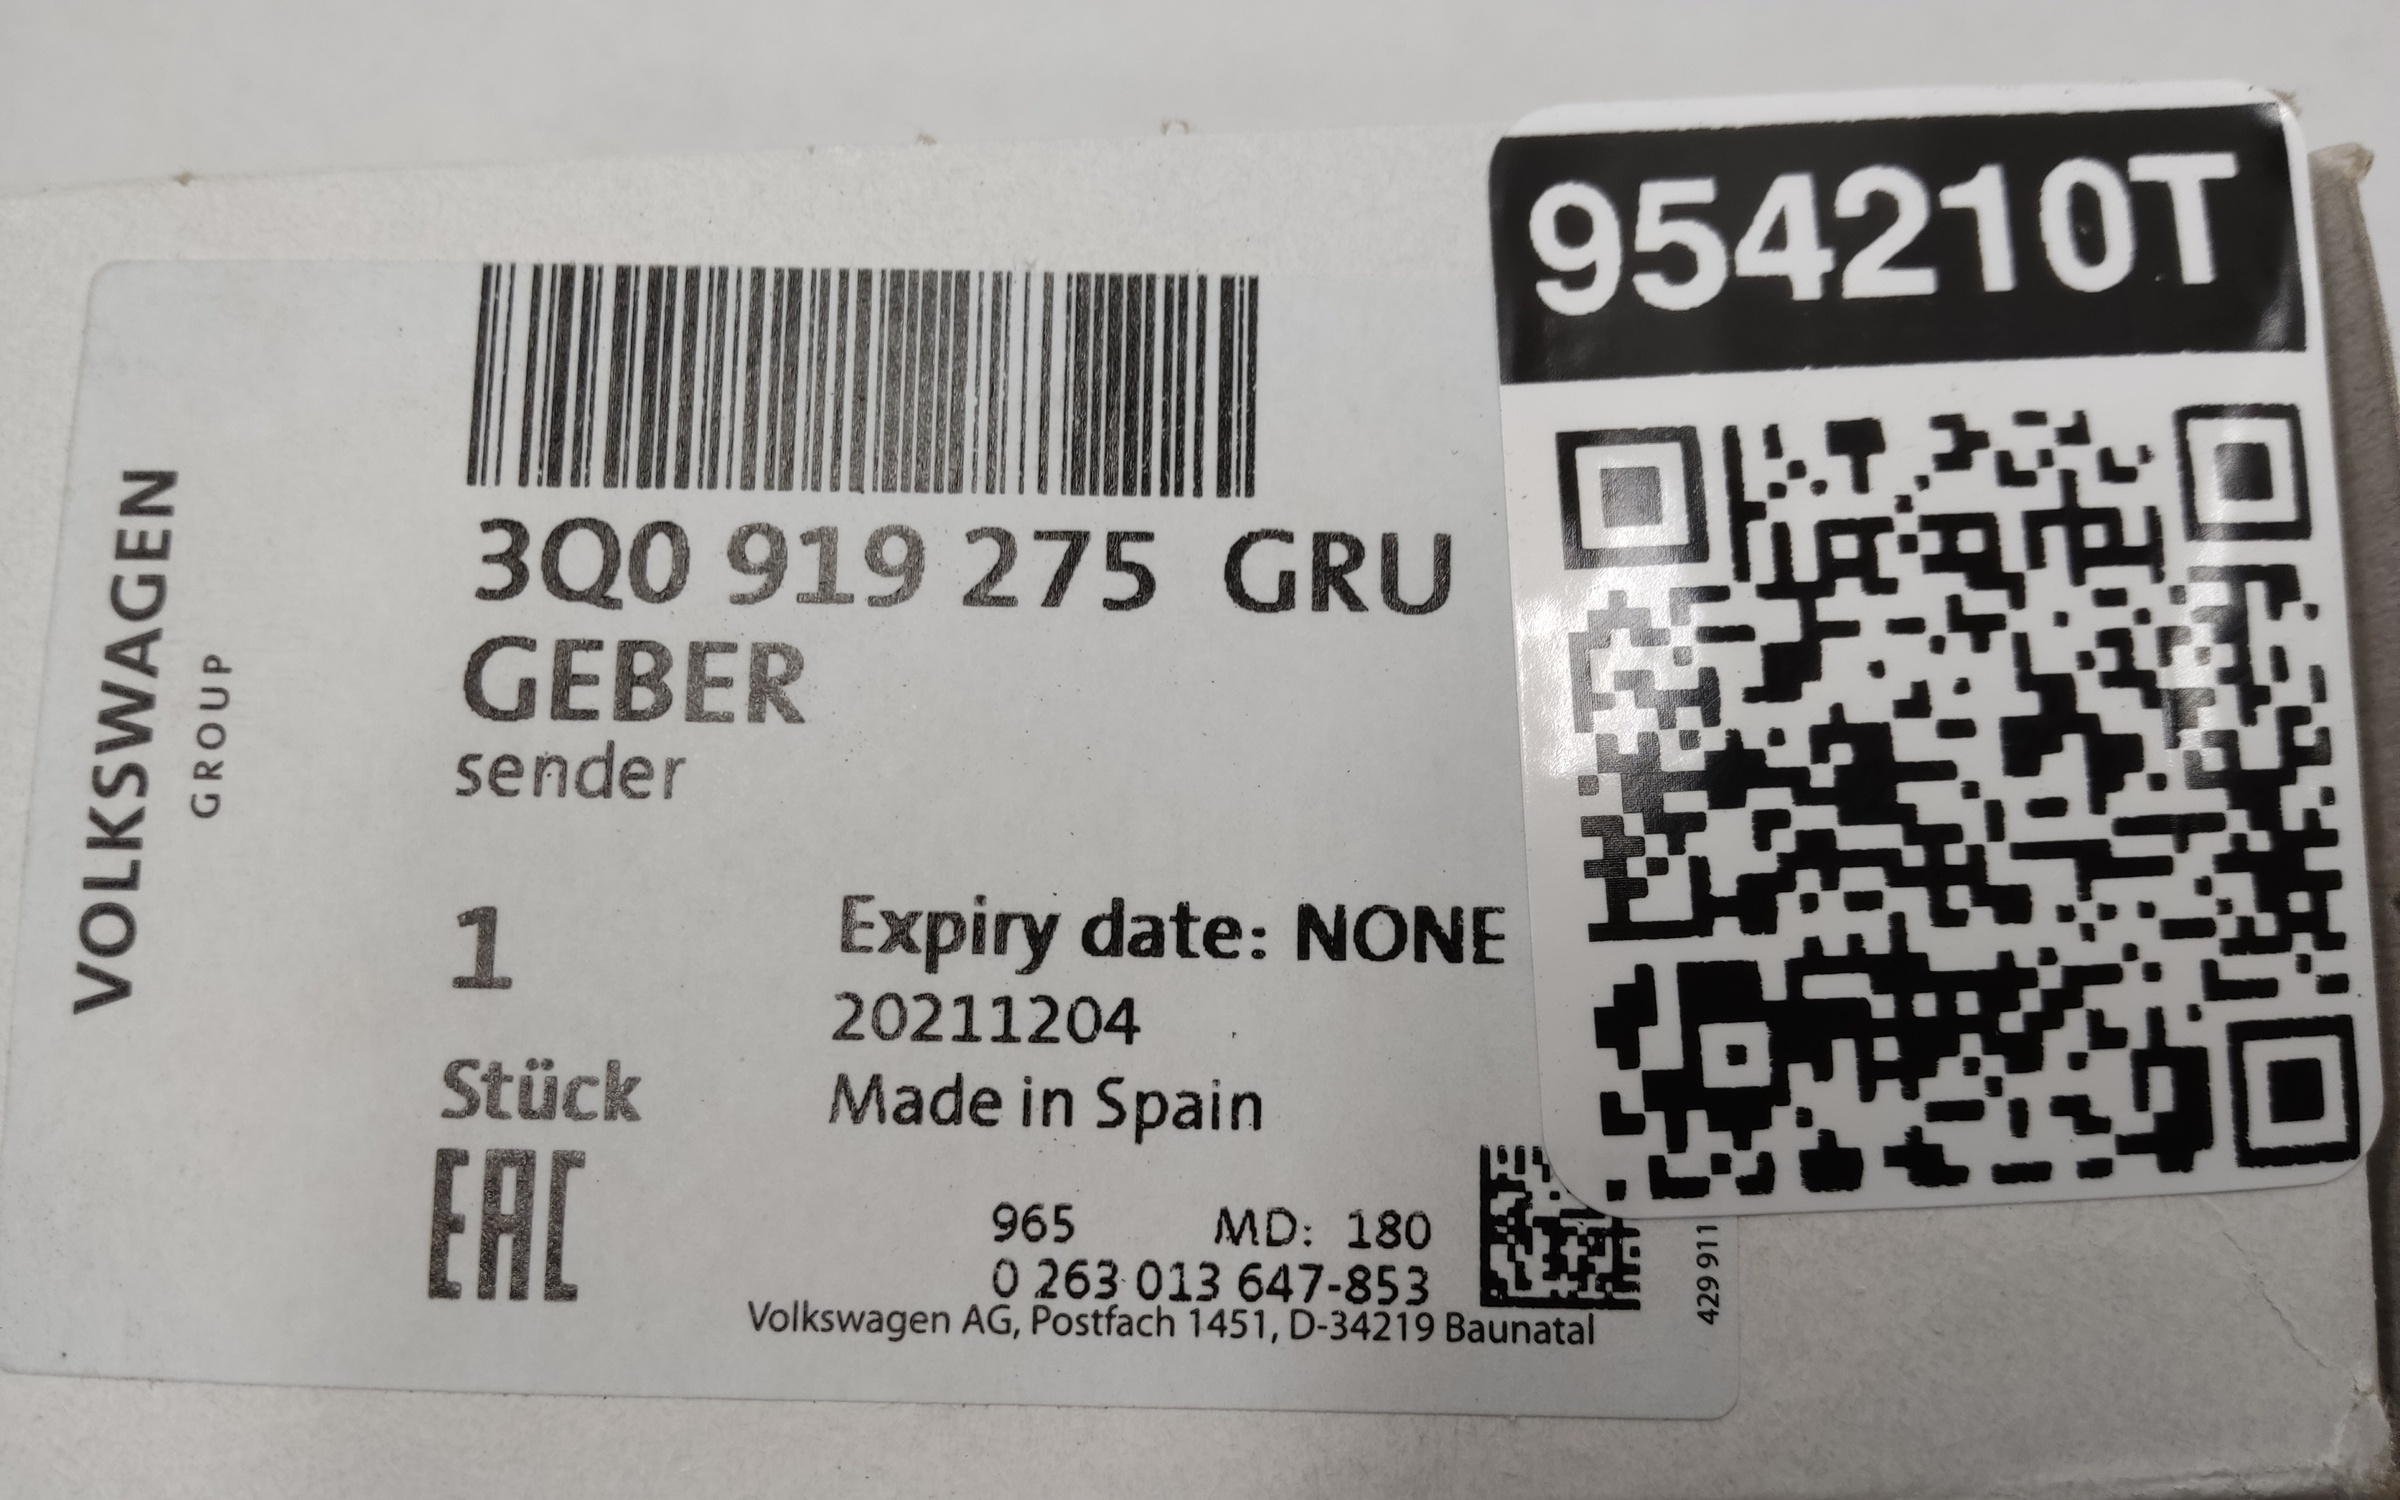 954210T
VOLKSWAGEN
GROUP
3Q0 919 275 GRU
GEBER
sender
1
Stück
EAC
Expiry date: NONE
20211204
Made in Spain
965 MD: 180
0 263 013 647-853
Volkswagen AG, Postfach 1451, D-34219 Baunatal
429 911